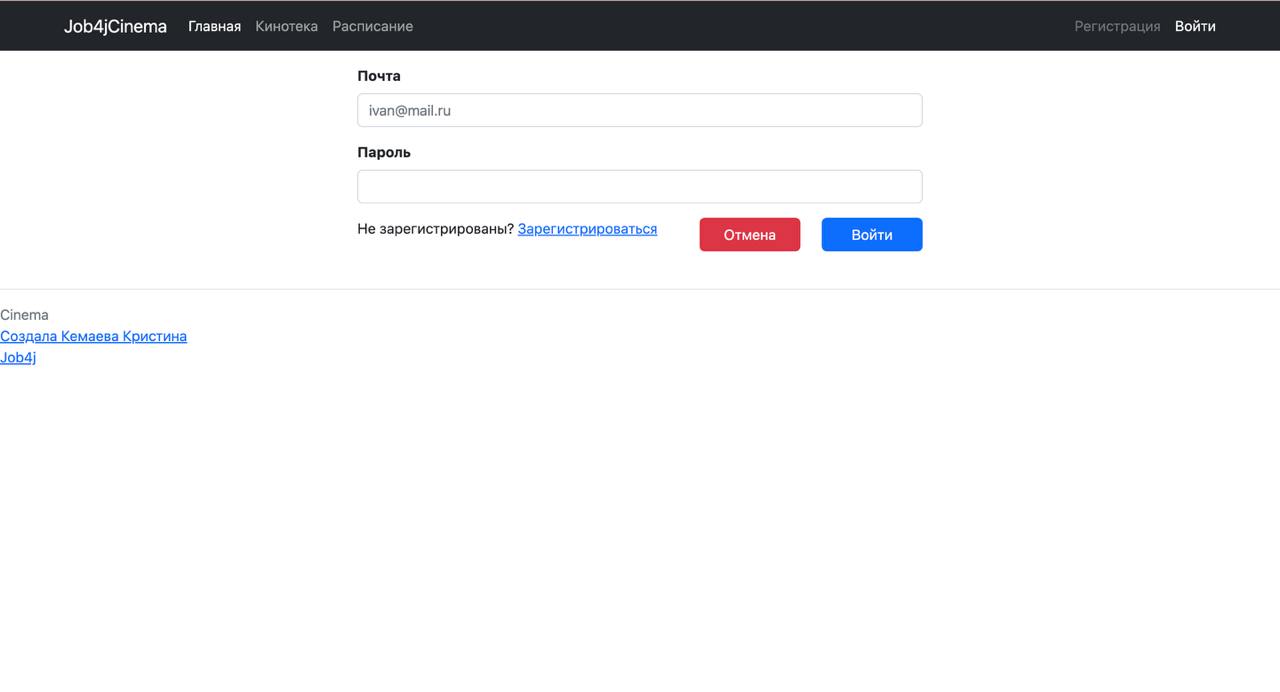 Job4jCinema Главная Кинотека Расписание Регистрация Войти
Почта
ivan@mail.ru
Пароль
Не зарегистрированы? Зарегистрироваться Отмена Войти
Cinema
Создала Кемаева Кристина
Job4j